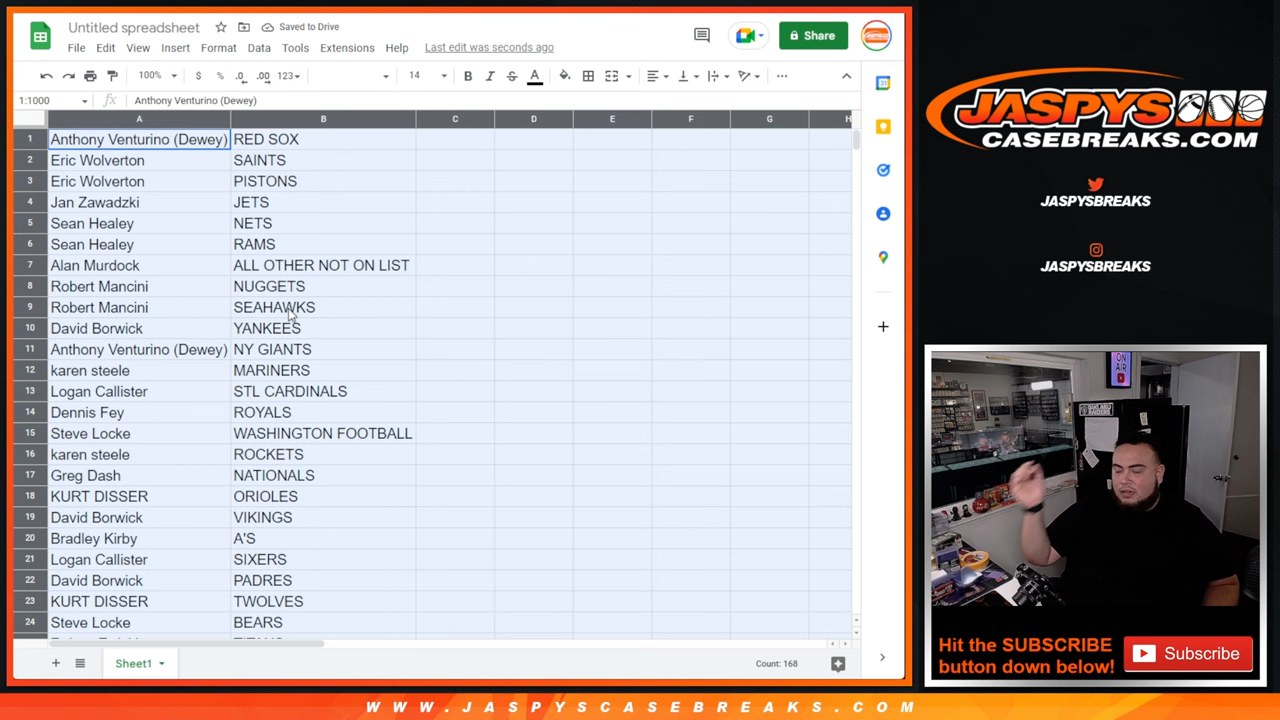 Untitled spreadsheet
Saved to Drive
File Edit View Insert Format Data Tools Extensions Help
Last edit was seconds ago
Share
100% $ % .0 .00 123 14 B I S A
1:1000 fx Anthony Venturino (Dewey)
A B C D E F G H
1 Anthony Venturino (Dewey) RED SOX
2 Eric Wolverton SAINTS
3 Eric Wolverton PISTONS
4 Jan Zawadzki JETS
5 Sean Healey NETS
6 Sean Healey RAMS
7 Alan Murdock ALL OTHER NOT ON LIST
8 Robert Mancini NUGGETS
9 Robert Mancini SEAHAWKS
10 David Borwick YANKEES
11 Anthony Venturino (Dewey) NY GIANTS
12 karen steele MARINERS
13 Logan Callister STL CARDINALS
14 Dennis Fey ROYALS
15 Steve Locke WASHINGTON FOOTBALL
16 karen steele ROCKETS
17 Greg Dash NATIONALS
18 KURT DISSER ORIOLES
19 David Borwick VIKINGS
20 Bradley Kirby A'S
21 Logan Callister SIXERS
22 David Borwick PADRES
23 KURT DISSER TWOLVES
24 Steve Locke BEARS
Sheet1
Count: 168
JASPYS
CASEBREAKS.COM
JASPYSBREAKS
JASPYSBREAKS
ON
AIR
Hit the SUBSCRIBE
button down below!
Subscribe
WWW.JASPYSCASEBREAKS.COM